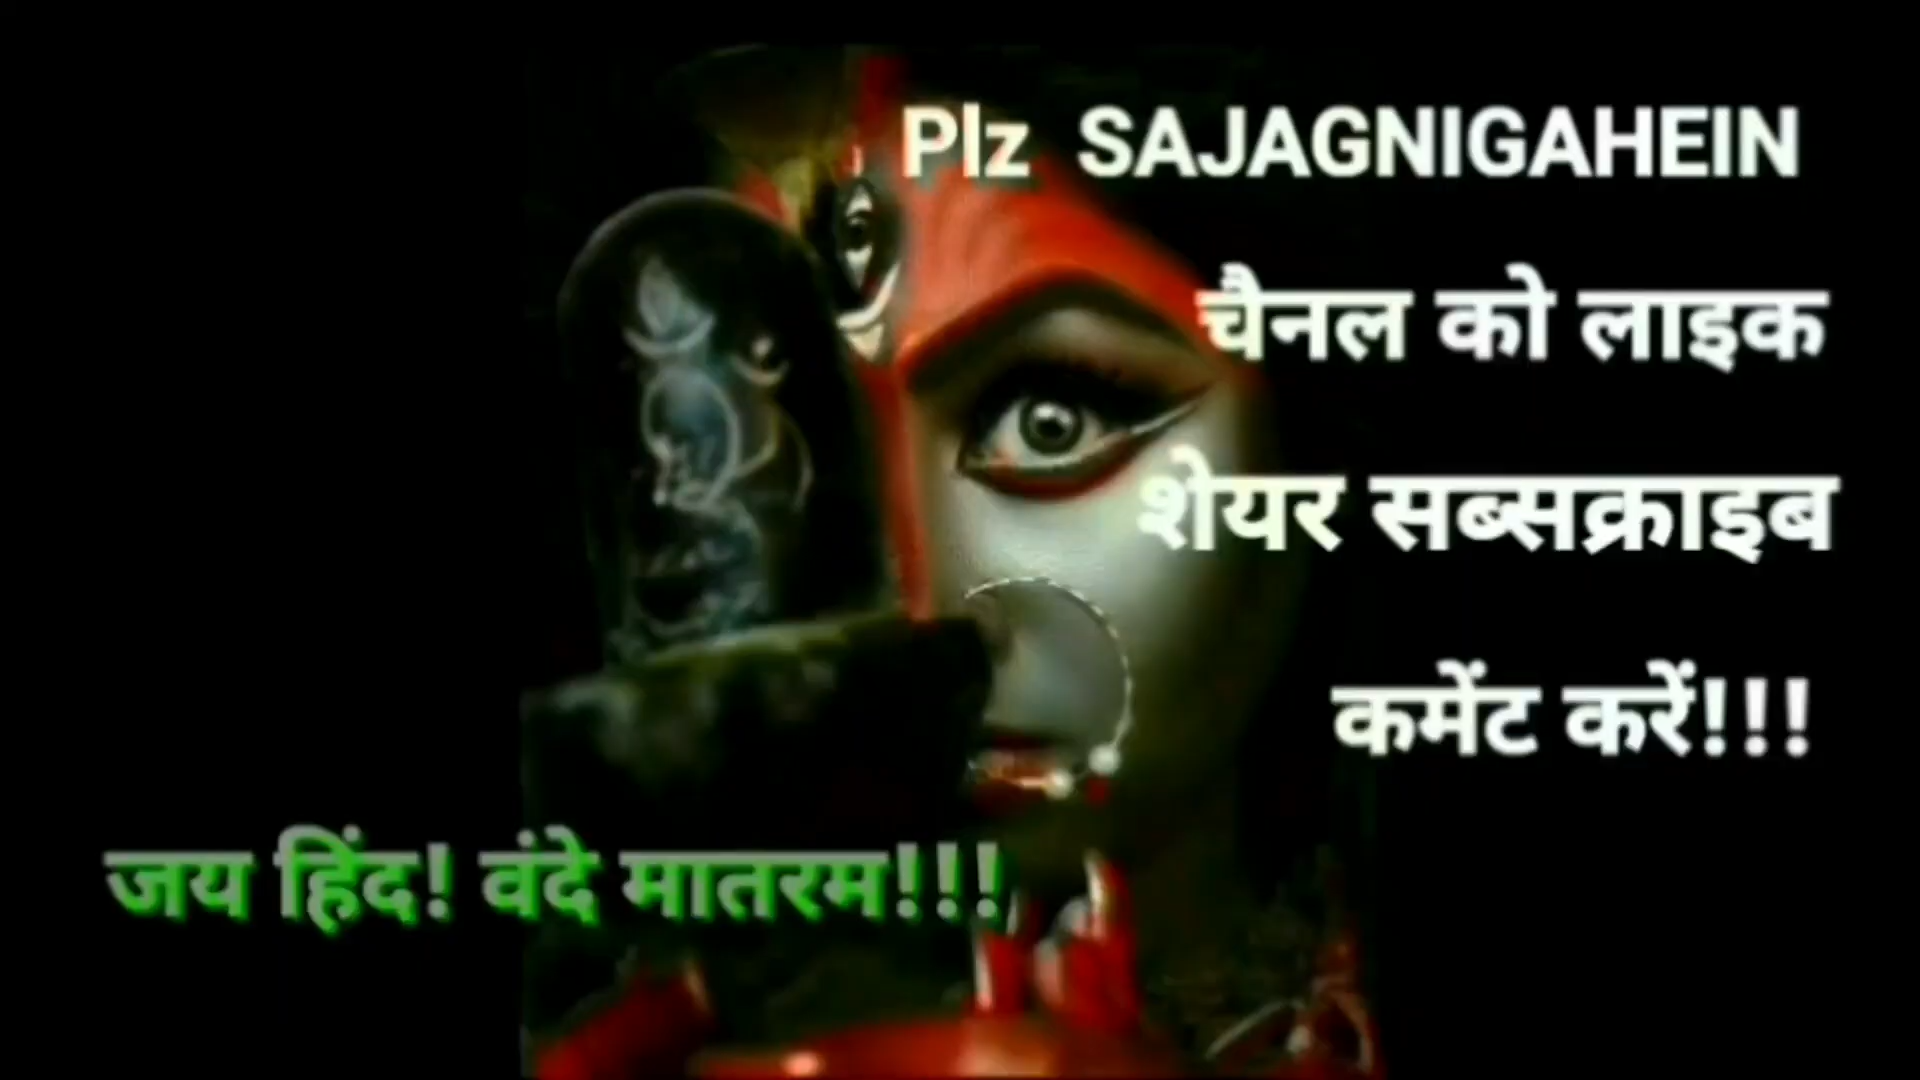 Plz SAJAGNIGAHEIN
चैनल को लाइक
शेयर सब्सक्राइब
कमेंट करें!!!
जय हिंद! वंदे मातरम!!!